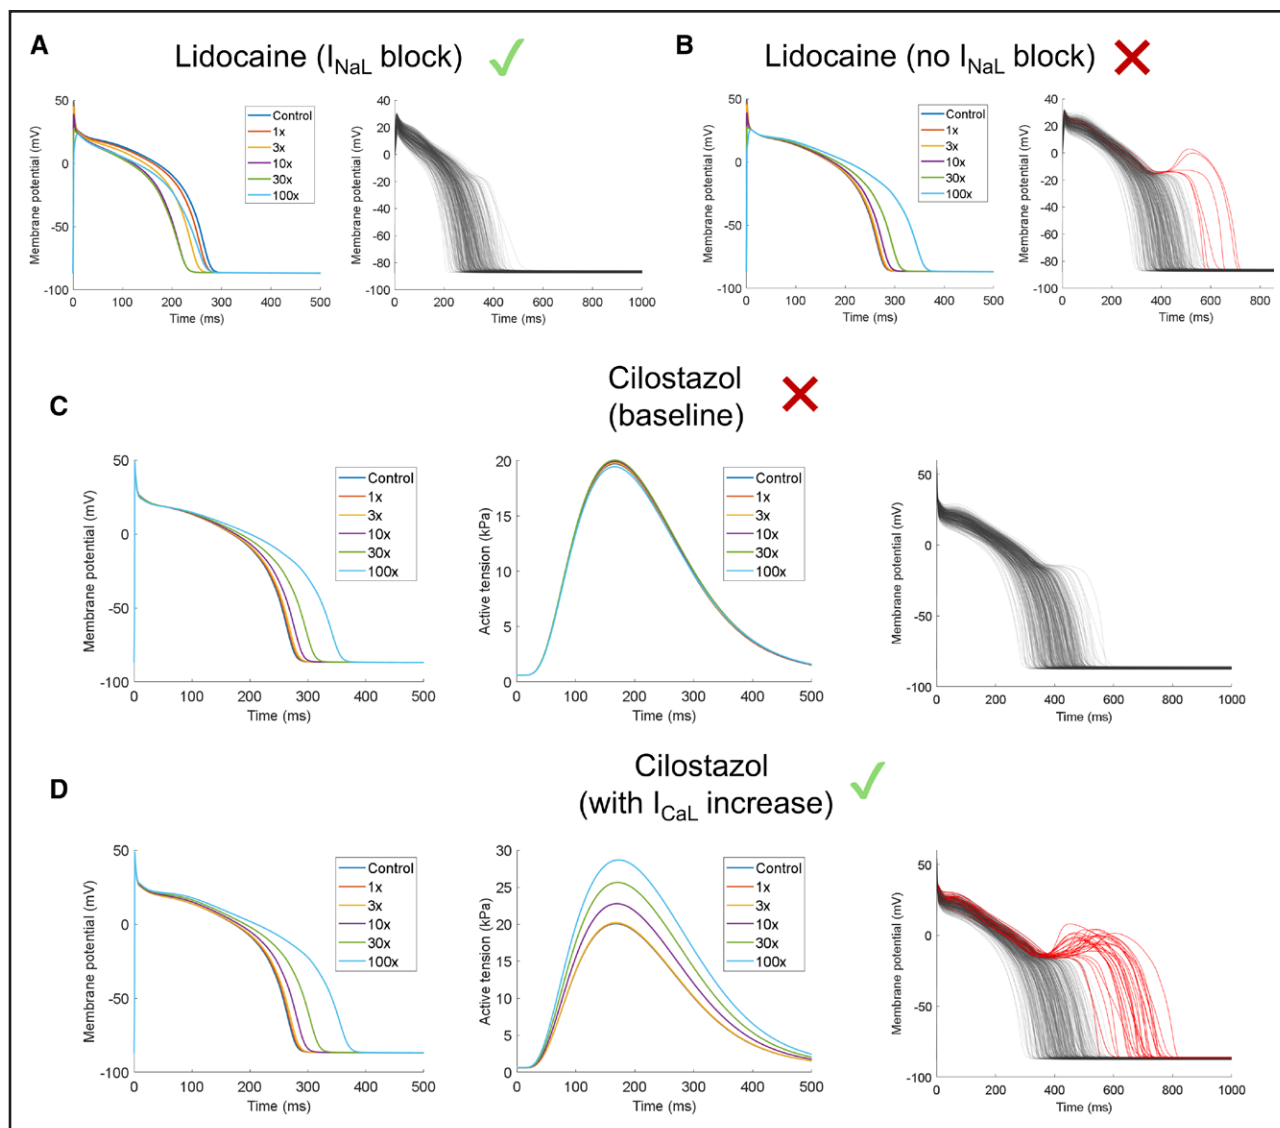 A
Lidocaine (INaL block)
B
Lidocaine (no INaL block)
Membrane potential (mV)
50
0
-50
-100
Control
1x
3x
10x
30x
100x
0 100 200 300 400 500
Time (ms)
Membrane potential (mV)
40
20
0
-20
-40
-60
-80
-100
0 200 400 600 800 1000
Time (ms)
Membrane potential (mV)
50
0
-50
-100
Control
1x
3x
10x
30x
100x
0 100 200 300 400 500
Time (ms)
Membrane potential (mV)
40
20
0
-20
-40
-60
-80
-100
0 200 400 600 800
Time (ms)
C
Cilostazol
(baseline)
Membrane potential (mV)
50
0
-50
-100
Control
1x
3x
10x
30x
100x
0 100 200 300 400 500
Time (ms)
Active tension (kPa)
20
15
10
5
0
Control
1x
3x
10x
30x
100x
0 100 200 300 400 500
Time (ms)
Membrane potential (mV)
50
0
-50
-100
0 200 400 600 800 1000
Time (ms)
D
Cilostazol
(with ICaL increase)
Membrane potential (mV)
50
0
-50
-100
Control
1x
3x
10x
30x
100x
0 100 200 300 400 500
Time (ms)
Active tension (kPa)
30
25
20
15
10
5
0
Control
1x
3x
10x
30x
100x
0 100 200 300 400 500
Time (ms)
Membrane potential (mV)
50
0
-50
-100
0 200 400 600 800 1000
Time (ms)